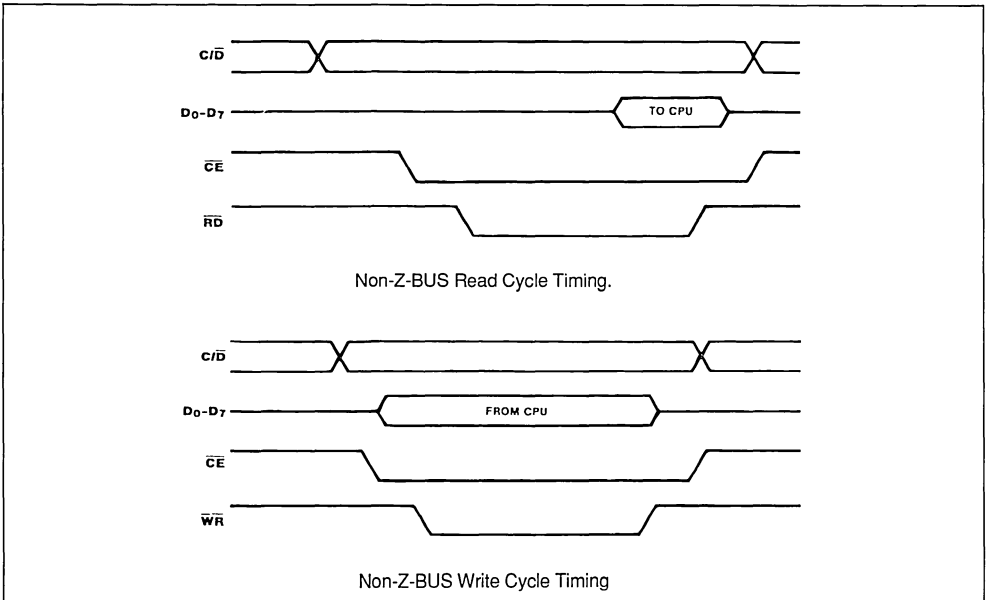 C/D̅
D₀-D₇
TO CPU
C̅E̅
R̅D̅
Non-Z-BUS Read Cycle Timing.
C/D̅
D₀-D₇
FROM CPU
C̅E̅
W̅R̅
Non-Z-BUS Write Cycle Timing